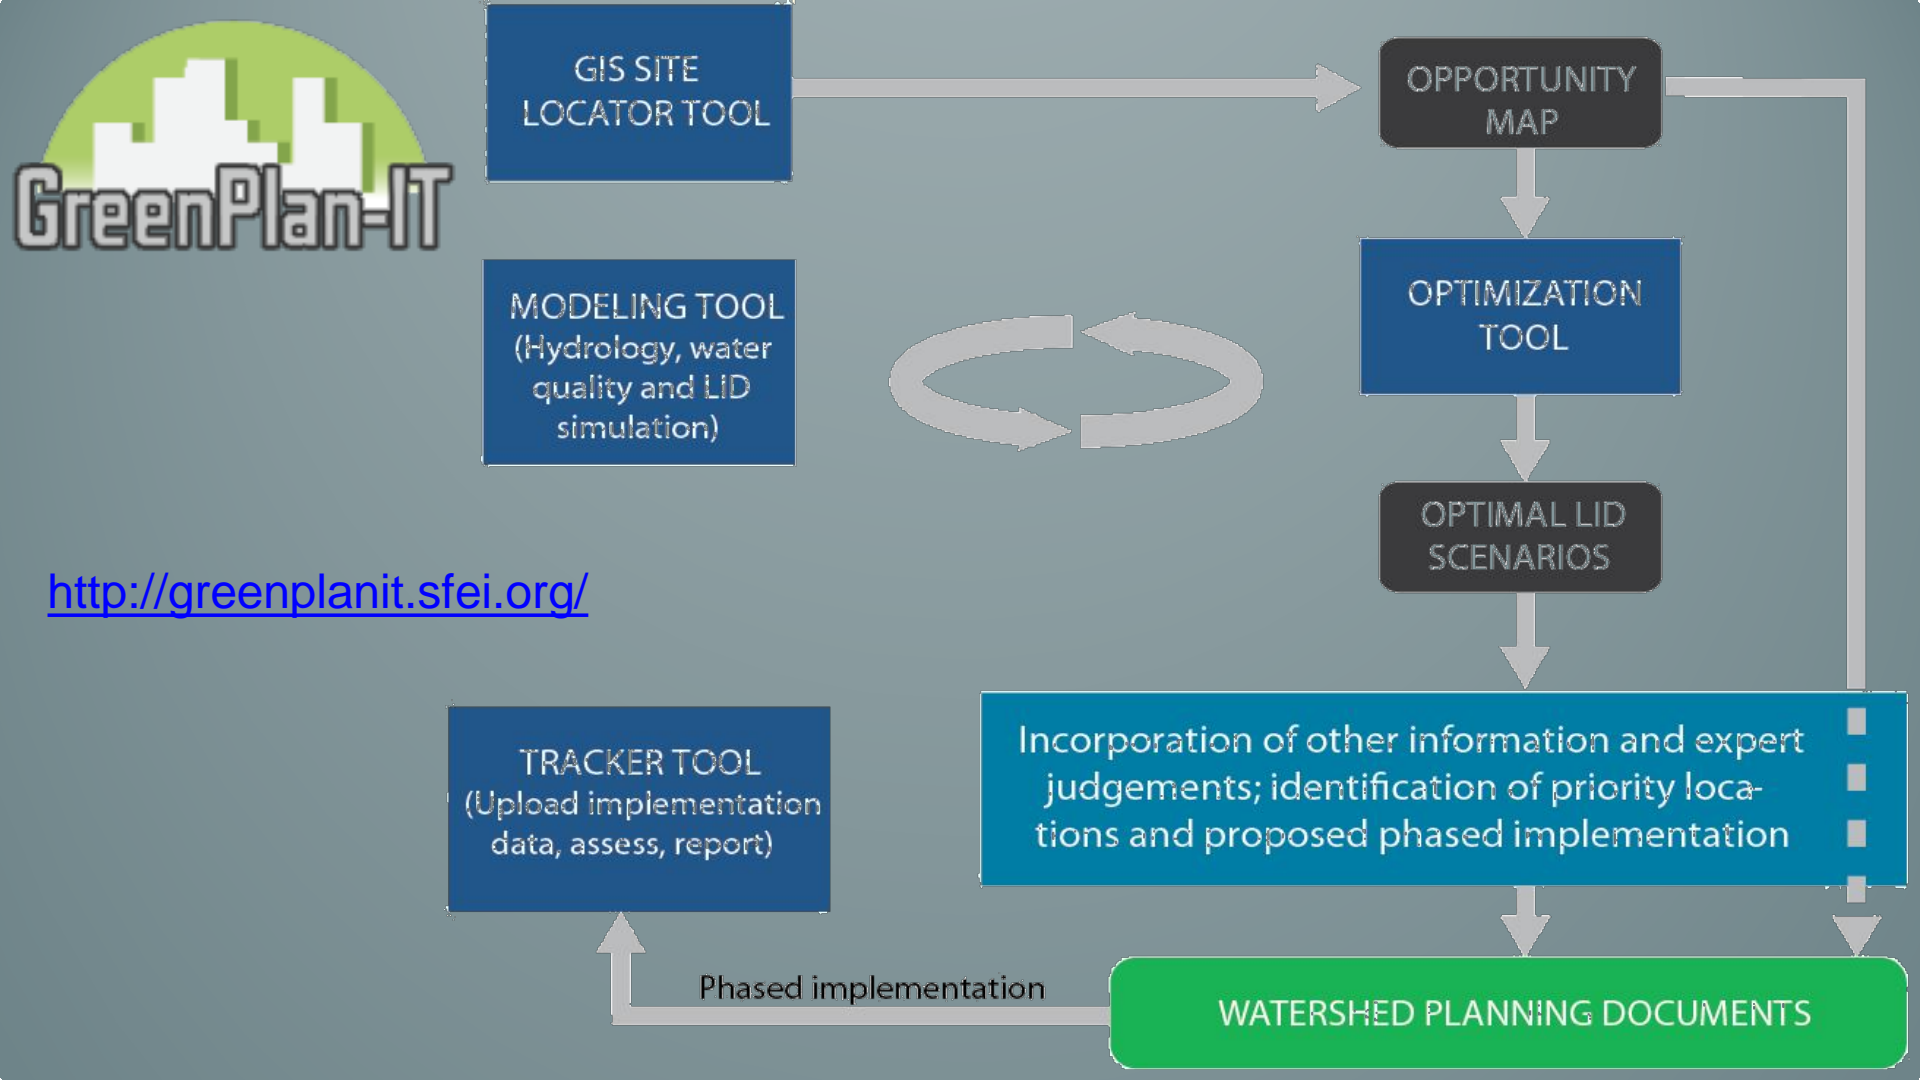 GreenPlan-IT
GIS SITE
LOCATOR TOOL
OPPORTUNITY
MAP
MODELING TOOL
(Hydrology, water
quality and LID
simulation)
OPTIMIZATION
TOOL
OPTIMAL LID
SCENARIOS
http://greenplanit.sfei.org/
TRACKER TOOL
(Upload implementation
data, assess, report)
Incorporation of other information and expert
judgements; identification of priority loca-
tions and proposed phased implementation
Phased implementation
WATERSHED PLANNING DOCUMENTS